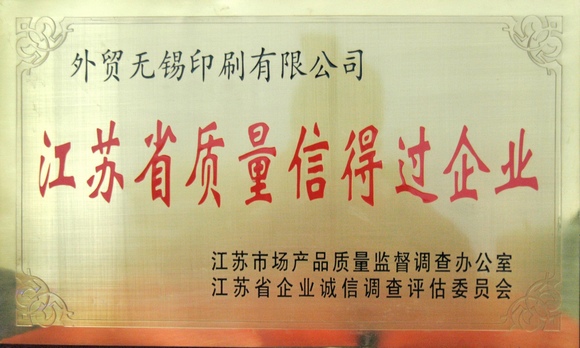 外贸无锡印刷有限公司
江苏省质量信得过企业
江苏市场产品质量监督调查办公室
江苏省企业诚信调查评估委员会